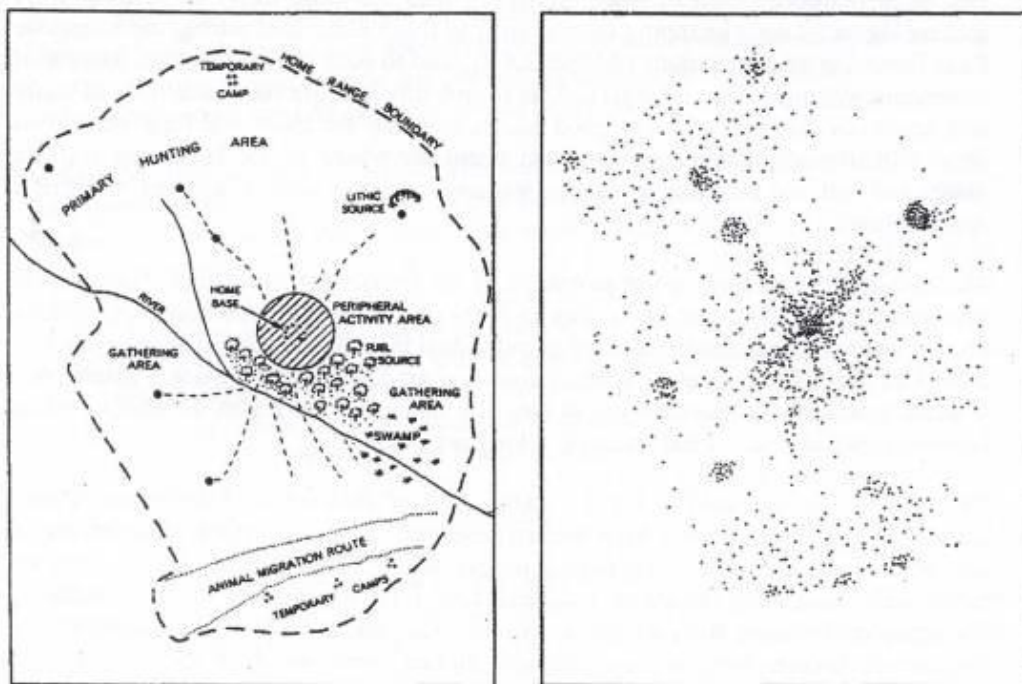 TEMPORARY
CAMP
HOME RANGE BOUNDARY
PRIMARY HUNTING AREA
LITHIC
SOURCE
HOME
BASE
PERIPHERAL
ACTIVITY AREA
RIVER
FUEL
SOURCE
GATHERING
AREA
GATHERING
AREA
SWAMP
ANIMAL MIGRATION ROUTE
TEMPORARY CAMPS